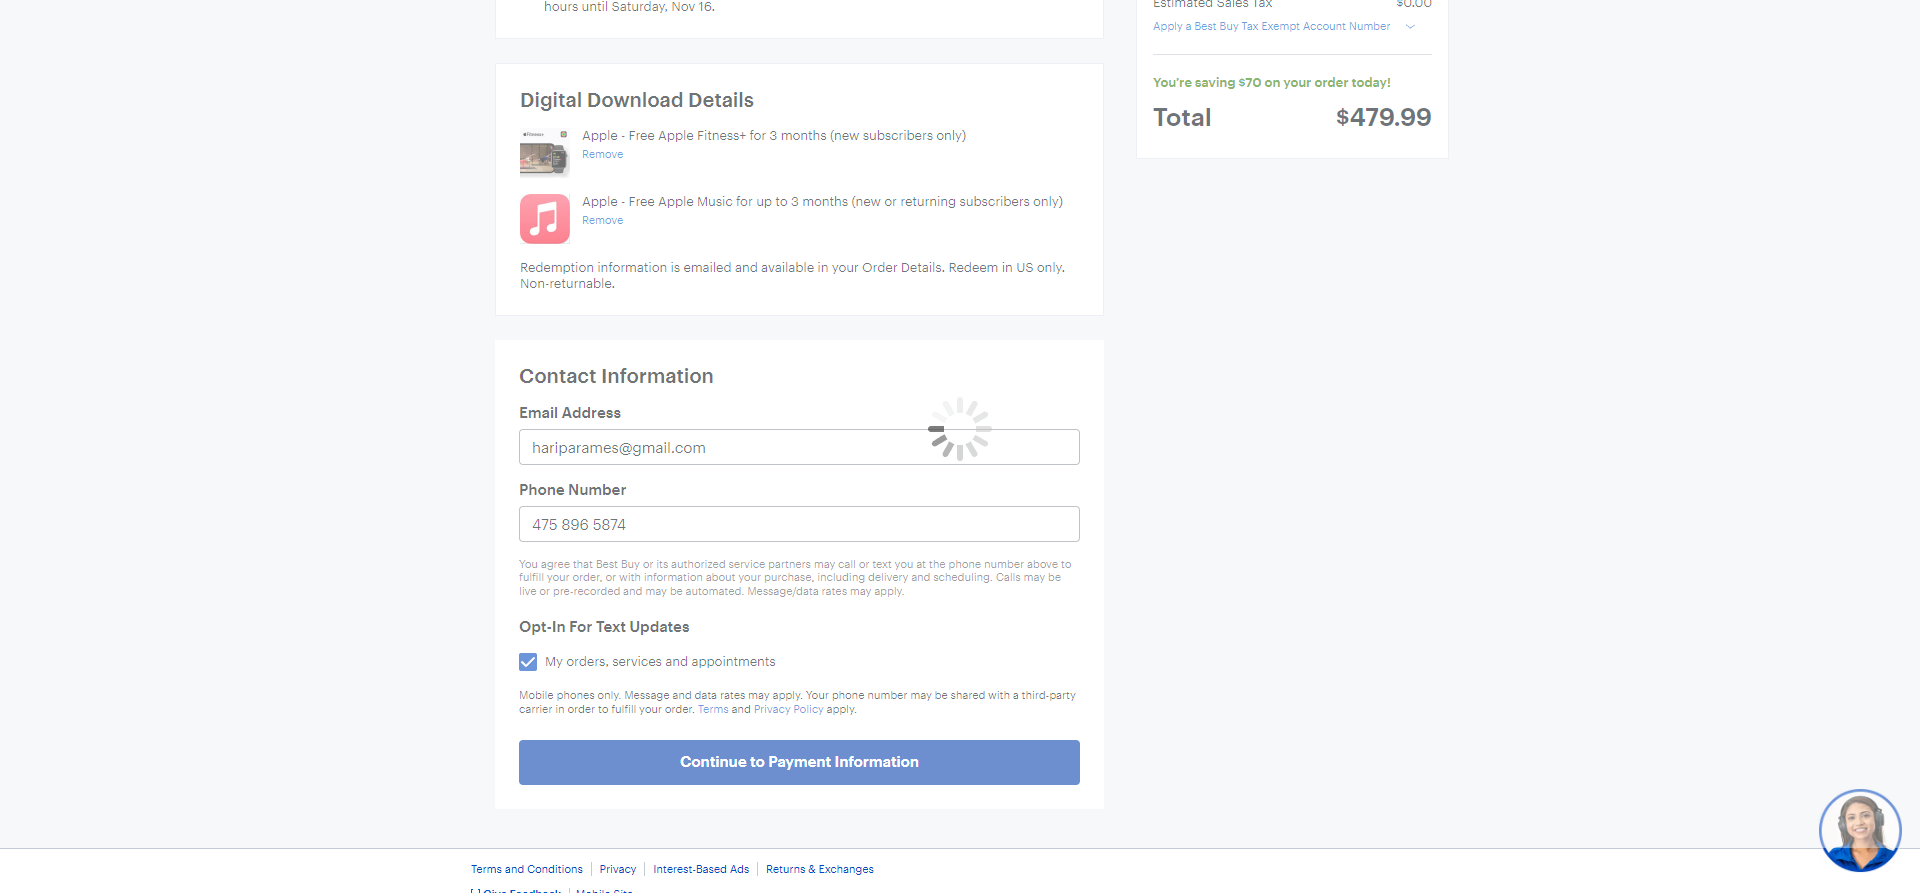 hours until Saturday, Nov 16.
Estimated Sales Tax $0.00
Apply a Best Buy Tax Exempt Account Number
You're saving $70 on your order today!
Total $479.99
Digital Download Details
Apple - Free Apple Fitness+ for 3 months (new subscribers only)
Remove
Apple - Free Apple Music for up to 3 months (new or returning subscribers only)
Remove
Redemption information is emailed and available in your Order Details. Redeem in US only.
Non-returnable.
Contact Information
Email Address
hariparames@gmail.com
Phone Number
475 896 5874
You agree that Best Buy or its authorized service partners may call or text you at the phone number above to
fulfill your order, or with information about your purchase, including delivery and scheduling. Calls may be
live or pre-recorded and may be automated. Message/data rates may apply.
Opt-In For Text Updates
My orders, services and appointments
Mobile phones only. Message and data rates may apply. Your phone number may be shared with a third-party
carrier in order to fulfill your order. Terms and Privacy Policy apply.
Continue to Payment Information
Terms and Conditions Privacy Interest-Based Ads Returns & Exchanges
[ ] Give Feedback Mobile Site